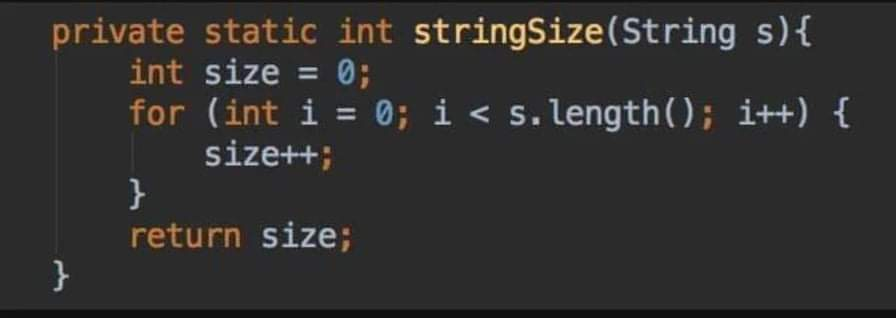 private static int stringSize(String s){
int size = 0;
for (int i = 0; i < s.length(); i++) {
size++;
}
return size;
}